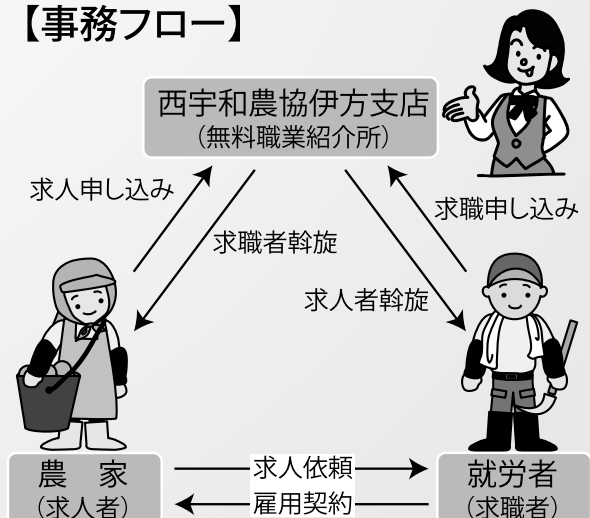 【事務フロー】
西宇和農協伊方支店
（無料職業紹介所）
求人申し込み
求職申し込み
求職者斡旋
求人者斡旋
農　家
（求人者）
求人依頼
雇用契約
就労者
（求職者）